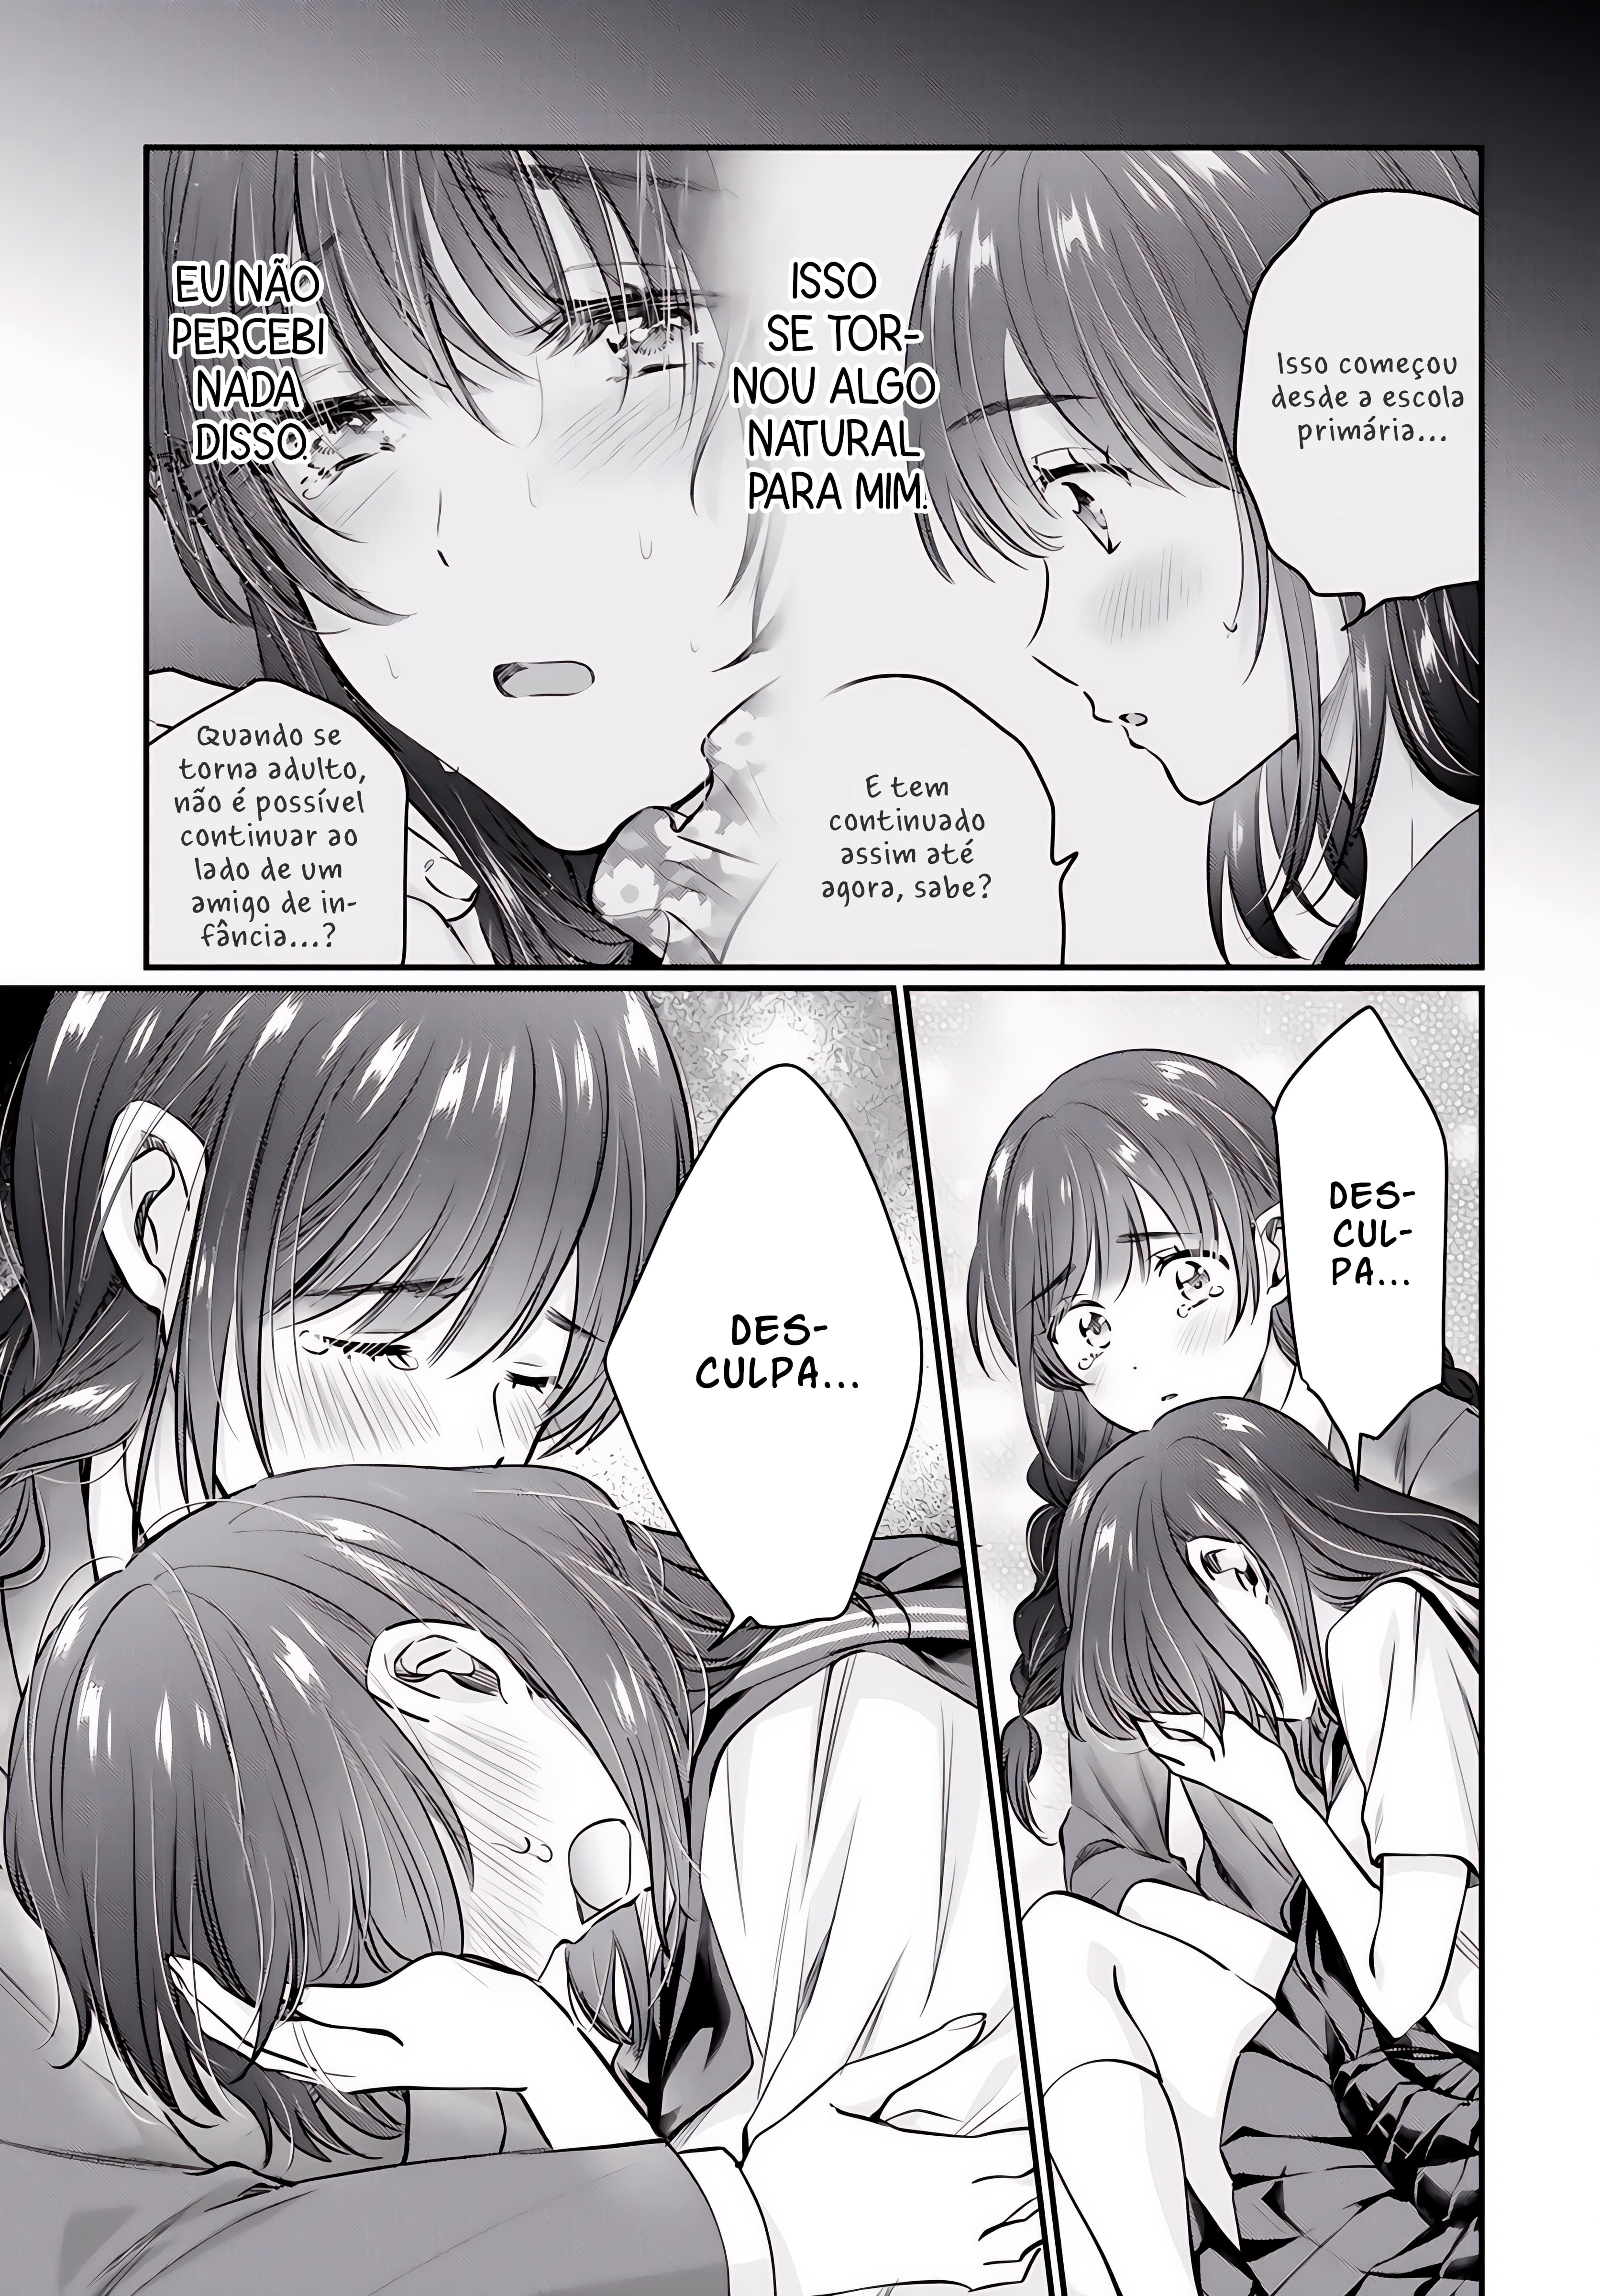 Isso começou
desde a escola
primária...
ISSO
SE TOR-
NOU ALGO
NATURAL
PARA MIM.
E tem
continuado
assim até
agora, sabe?
EU NÃO
PERCEBI
NADA
DISSO.
Quando se
torna adulto,
não é possível
continuar ao
lado de um
amigo de in-
fância...?
DES-
CUL-
PA...
DES-
CULPA...